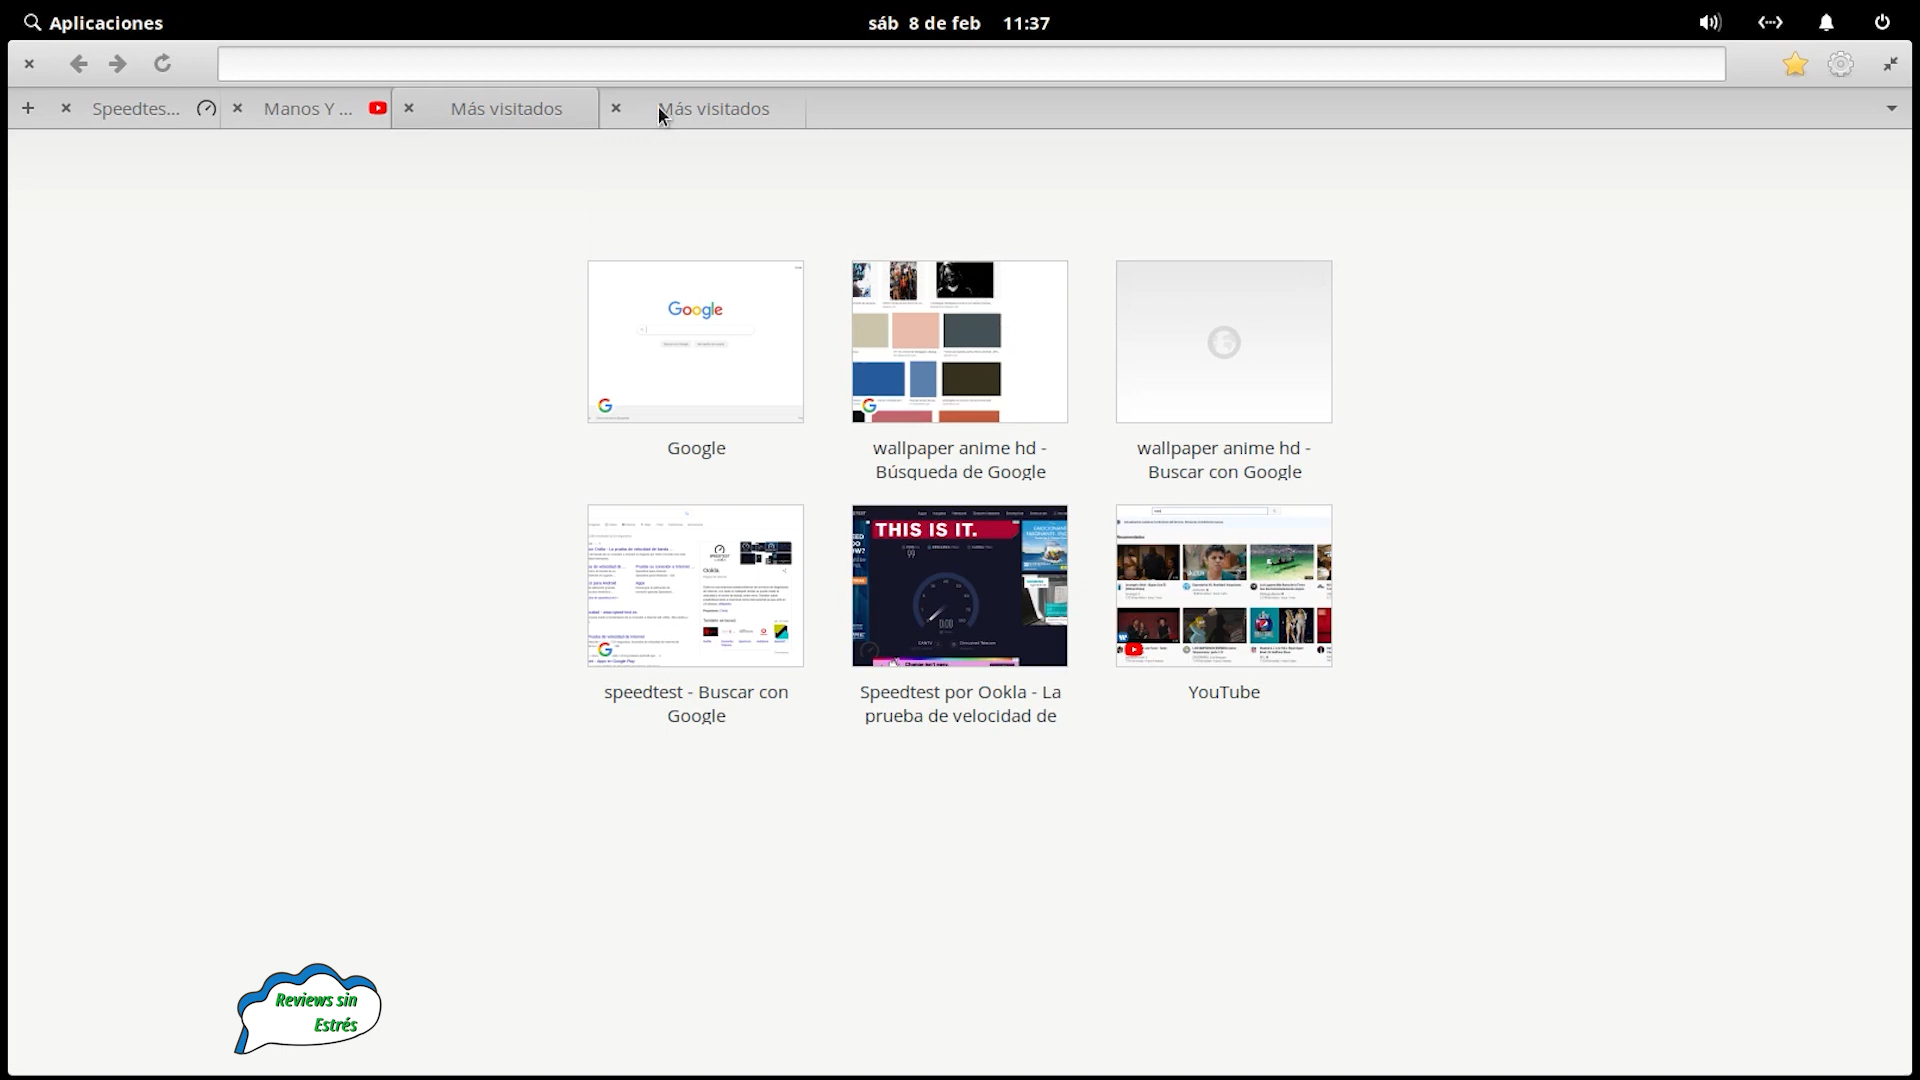 Aplicaciones
sáb 8 de feb 11:37
Speedtes...
Manos Y ...
Más visitados
Más visitados
Google
Google
wallpaper anime hd -
Búsqueda de Google
wallpaper anime hd -
Buscar con Google
THIS IS IT.
speedtest - Buscar con
Google
Speedtest por Ookla - La
prueba de velocidad de
YouTube
Reviews sin
Estrés